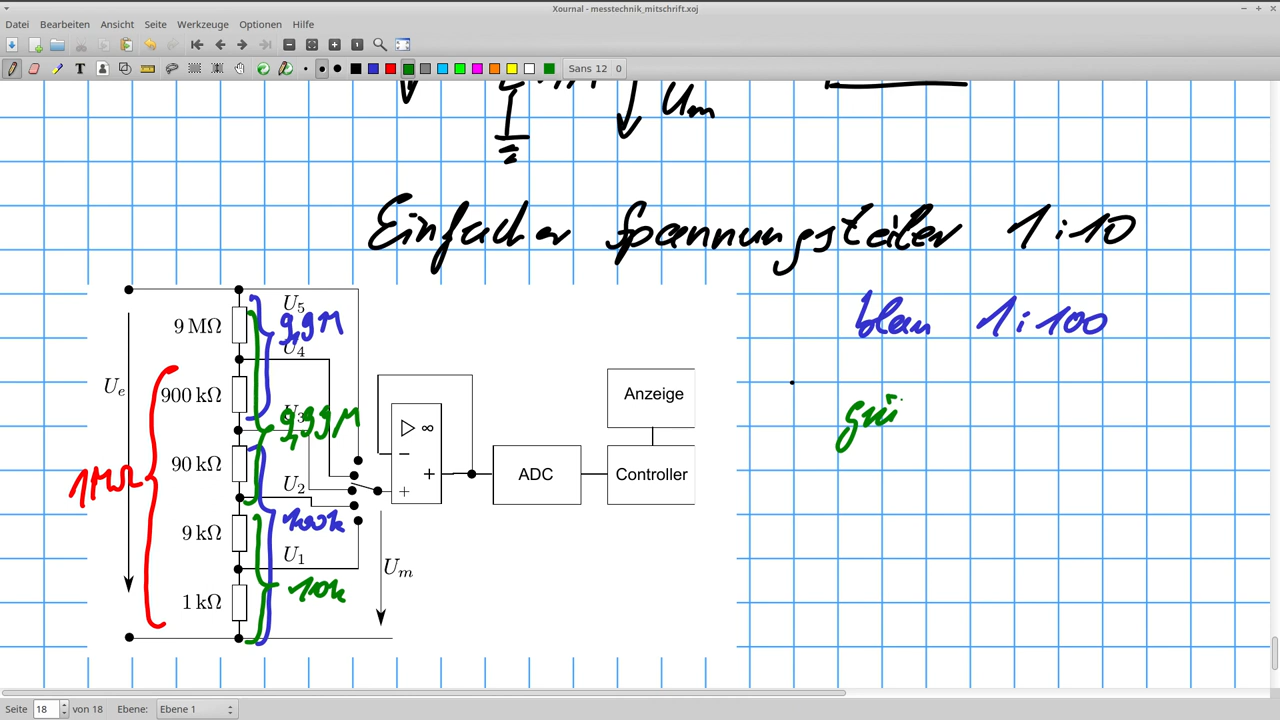 Xournal - messtechnik_mitschrift.xoj
Datei Bearbeiten Ansicht Seite Werkzeuge Optionen Hilfe
Sans 12 0
Um
Einfacher Spannungsteiler 1:10
blau 1:100
grü
U5
9 MΩ
9,9M
U4
Ue
900 kΩ
U3
9,99M
90 kΩ
1MΩ
U2
100k
9 kΩ
U1
10k
1 kΩ
▷ ∞
−
+
+
Um
ADC
Anzeige
Controller
Seite 18 von 18 Ebene: Ebene 1